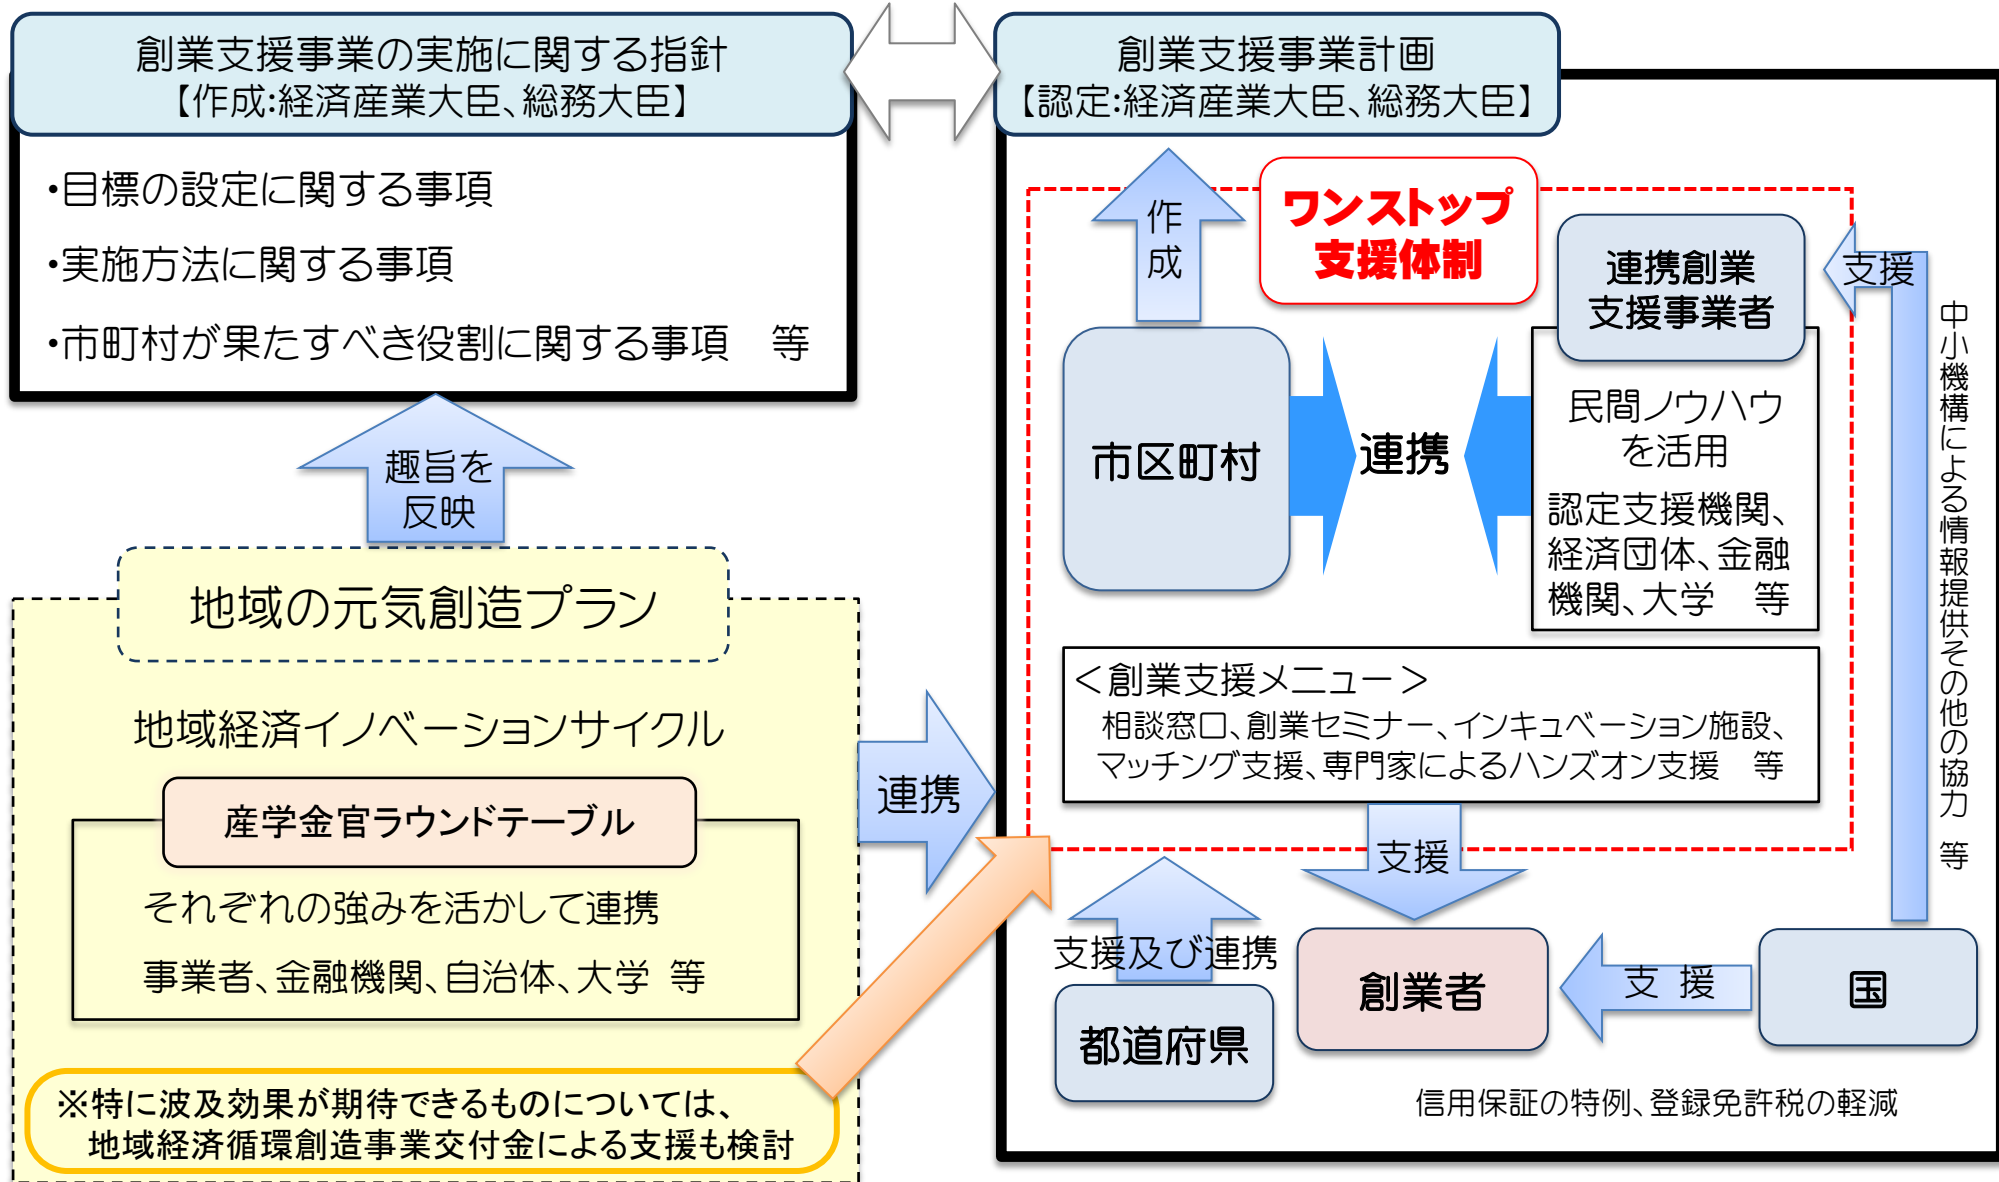 創業支援事業の実施に関する指針
【作成:経済産業大臣、総務大臣】
・目標の設定に関する事項
・実施方法に関する事項
・市町村が果たすべき役割に関する事項　等
趣旨を
反映
地域の元気創造プラン
地域経済イノベーションサイクル
産学金官ラウンドテーブル
それぞれの強みを活かして連携
事業者、金融機関、自治体、大学 等
※特に波及効果が期待できるものについては、
地域経済循環創造事業交付金による支援も検討
連携
創業支援事業計画
【認定:経済産業大臣、総務大臣】
作
成
ワンストップ
支援体制
連携創業
支援事業者
支援
市区町村
連携
民間ノウハウ
を活用
認定支援機関、
経済団体、金融
機関、大学　等
中小機構による情報提供その他の協力 等
＜創業支援メニュー＞
相談窓口、創業セミナー、インキュベーション施設、
マッチング支援、専門家によるハンズオン支援　等
支援
支援及び連携
都道府県
創業者
支 援
国
信用保証の特例、登録免許税の軽減